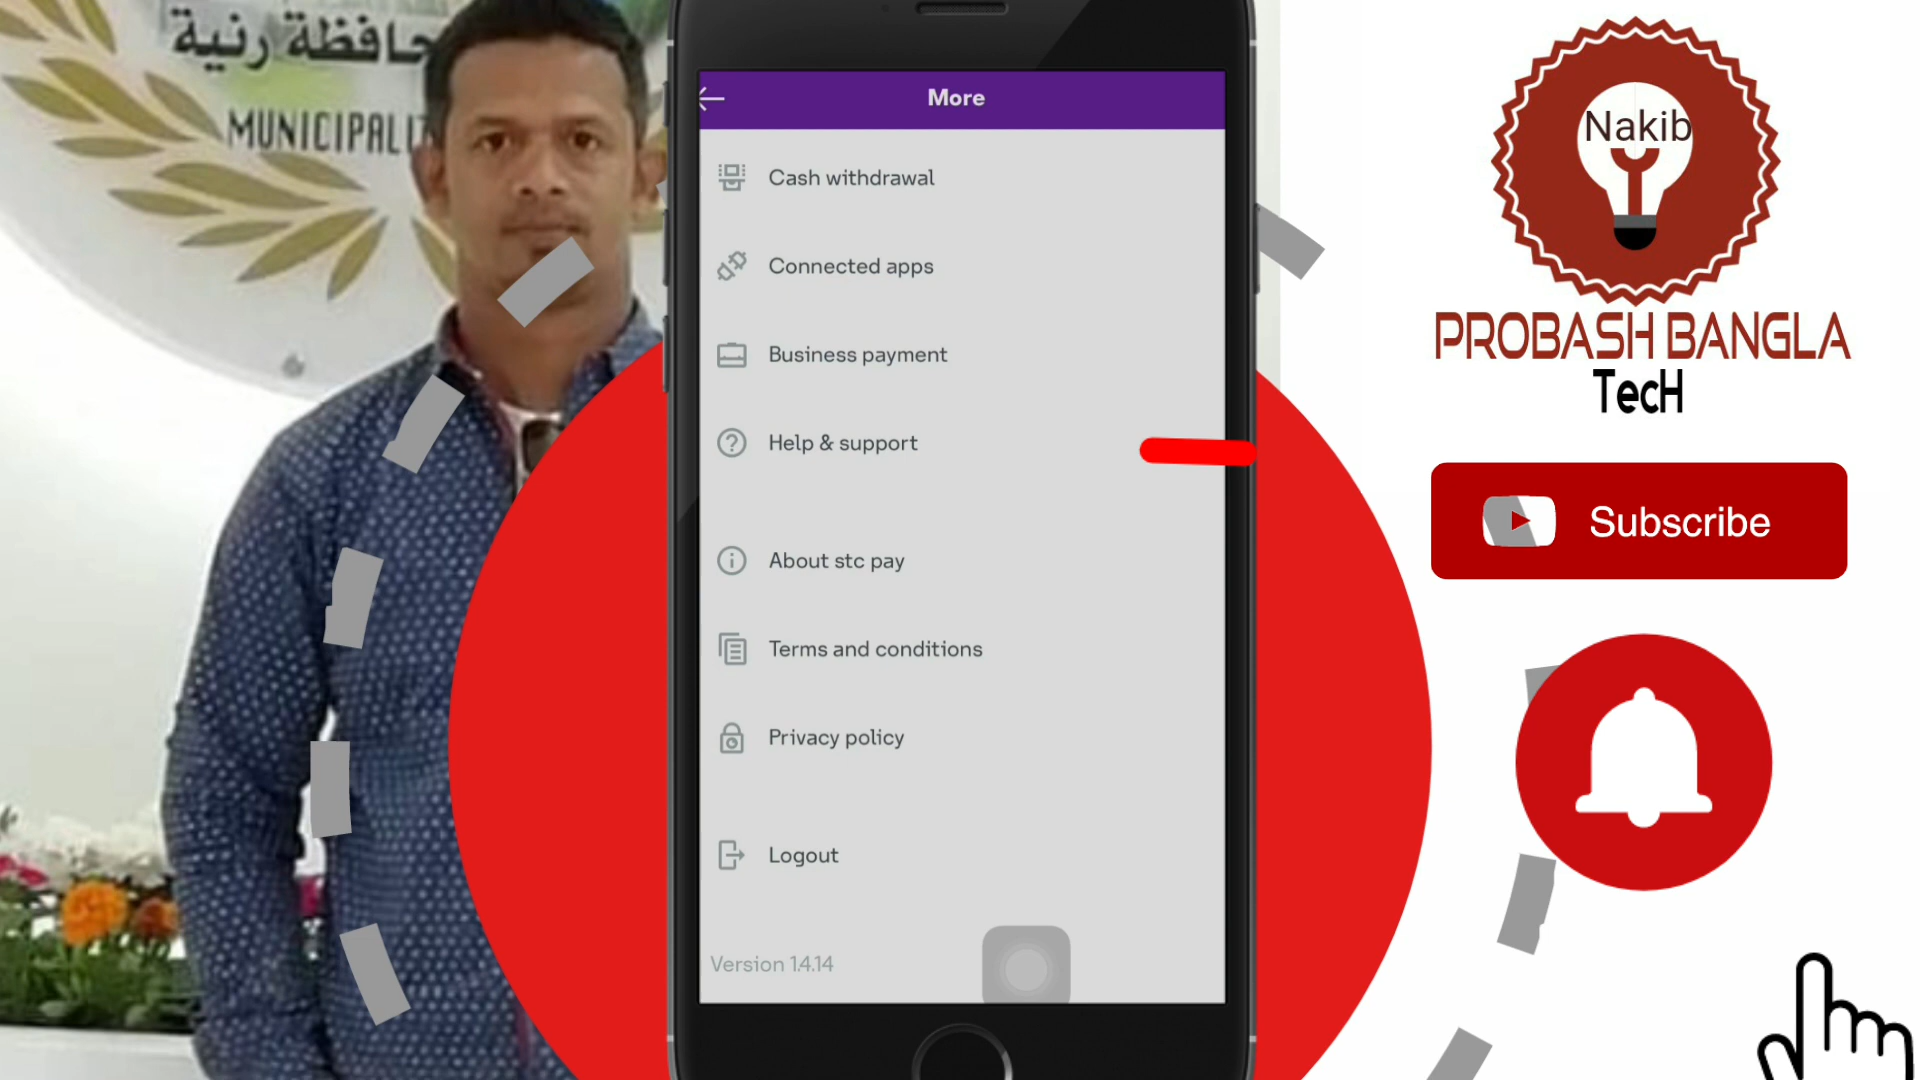 حافظة رنية
MUNICIPALI
More
Cash withdrawal
Connected apps
Business payment
Help & support
About stc pay
Terms and conditions
Privacy policy
Logout
Version 1.4.14
Nakib
PROBASH BANGLA
TecH
Subscribe